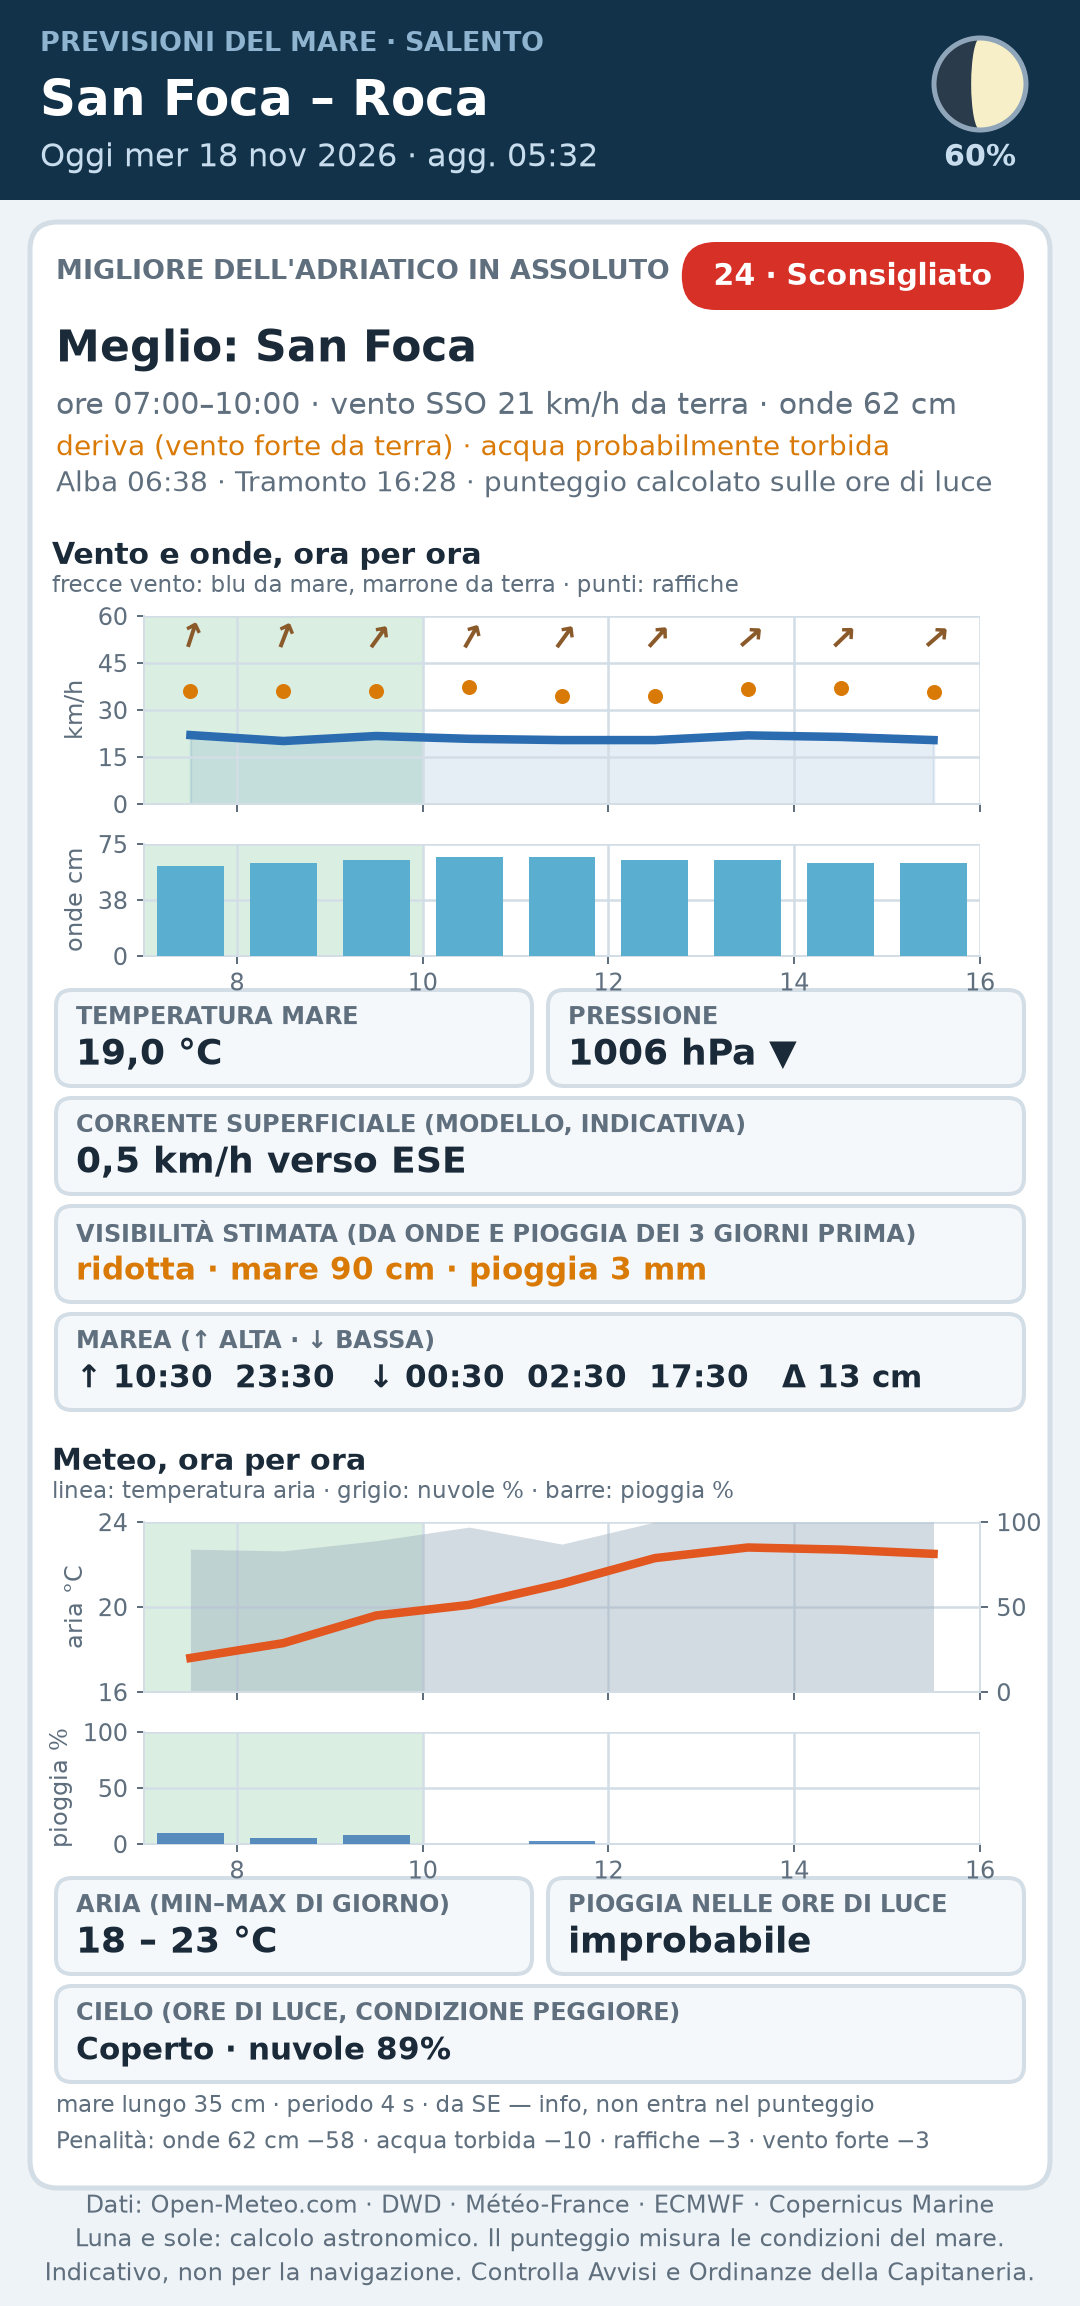 PREVISIONI DEL MARE · SALENTO
San Foca – Roca
Oggi mer 18 nov 2026 · agg. 05:32
60%
MIGLIORE DELL'ADRIATICO IN ASSOLUTO
24 · Sconsigliato
Meglio: San Foca
ore 07:00–10:00 · vento SSO 21 km/h da terra · onde 62 cm
deriva (vento forte da terra) · acqua probabilmente torbida
Alba 06:38 · Tramonto 16:28 · punteggio calcolato sulle ore di luce
Vento e onde, ora per ora
frecce vento: blu da mare, marrone da terra · punti: raffiche
60
45
30
15
0
km/h
75
38
0
onde cm
8 10 12 14 16
TEMPERATURA MARE
19,0 °C
PRESSIONE
1006 hPa ▼
CORRENTE SUPERFICIALE (MODELLO, INDICATIVA)
0,5 km/h verso ESE
VISIBILITÀ STIMATA (DA ONDE E PIOGGIA DEI 3 GIORNI PRIMA)
ridotta · mare 90 cm · pioggia 3 mm
MAREA (↑ ALTA · ↓ BASSA)
↑ 10:30 23:30 ↓ 00:30 02:30 17:30 Δ 13 cm
Meteo, ora per ora
linea: temperatura aria · grigio: nuvole % · barre: pioggia %
24
20
16
aria °C
100
50
0
100
50
0
pioggia %
8 10 12 14 16
ARIA (MIN–MAX DI GIORNO)
18 – 23 °C
PIOGGIA NELLE ORE DI LUCE
improbabile
CIELO (ORE DI LUCE, CONDIZIONE PEGGIORE)
Coperto · nuvole 89%
mare lungo 35 cm · periodo 4 s · da SE — info, non entra nel punteggio
Penalità: onde 62 cm −58 · acqua torbida −10 · raffiche −3 · vento forte −3
Dati: Open-Meteo.com · DWD · Météo-France · ECMWF · Copernicus Marine
Luna e sole: calcolo astronomico. Il punteggio misura le condizioni del mare.
Indicativo, non per la navigazione. Controlla Avvisi e Ordinanze della Capitaneria.